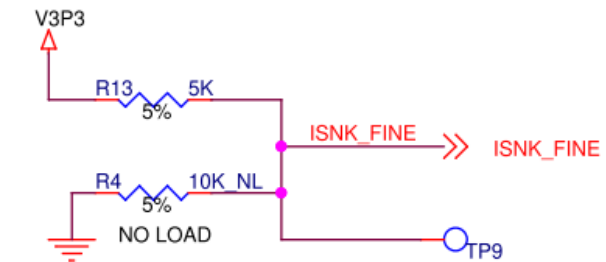 V3P3
R13 5K
5%
ISNK_FINE
ISNK_FINE
R4 10K_NL
5%
NO LOAD
TP9